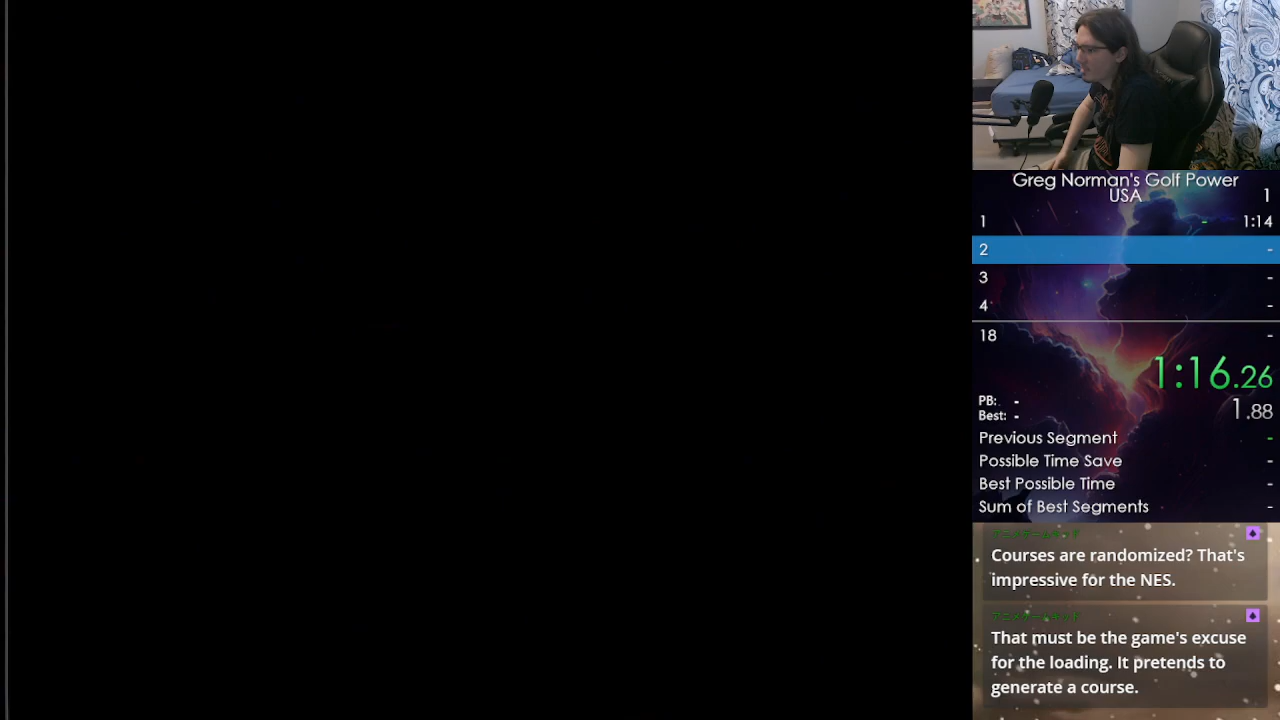 Greg Norman's Golf Power
USA 1
1 - 1:14
2 -
3 -
4 -
18 -
1:16.26
PB: -
1.88
Best: -
Previous Segment -
Possible Time Save -
Best Possible Time -
Sum of Best Segments -
Courses are randomized? That's
impressive for the NES.
That must be the game's excuse
for the loading. It pretends to
generate a course.